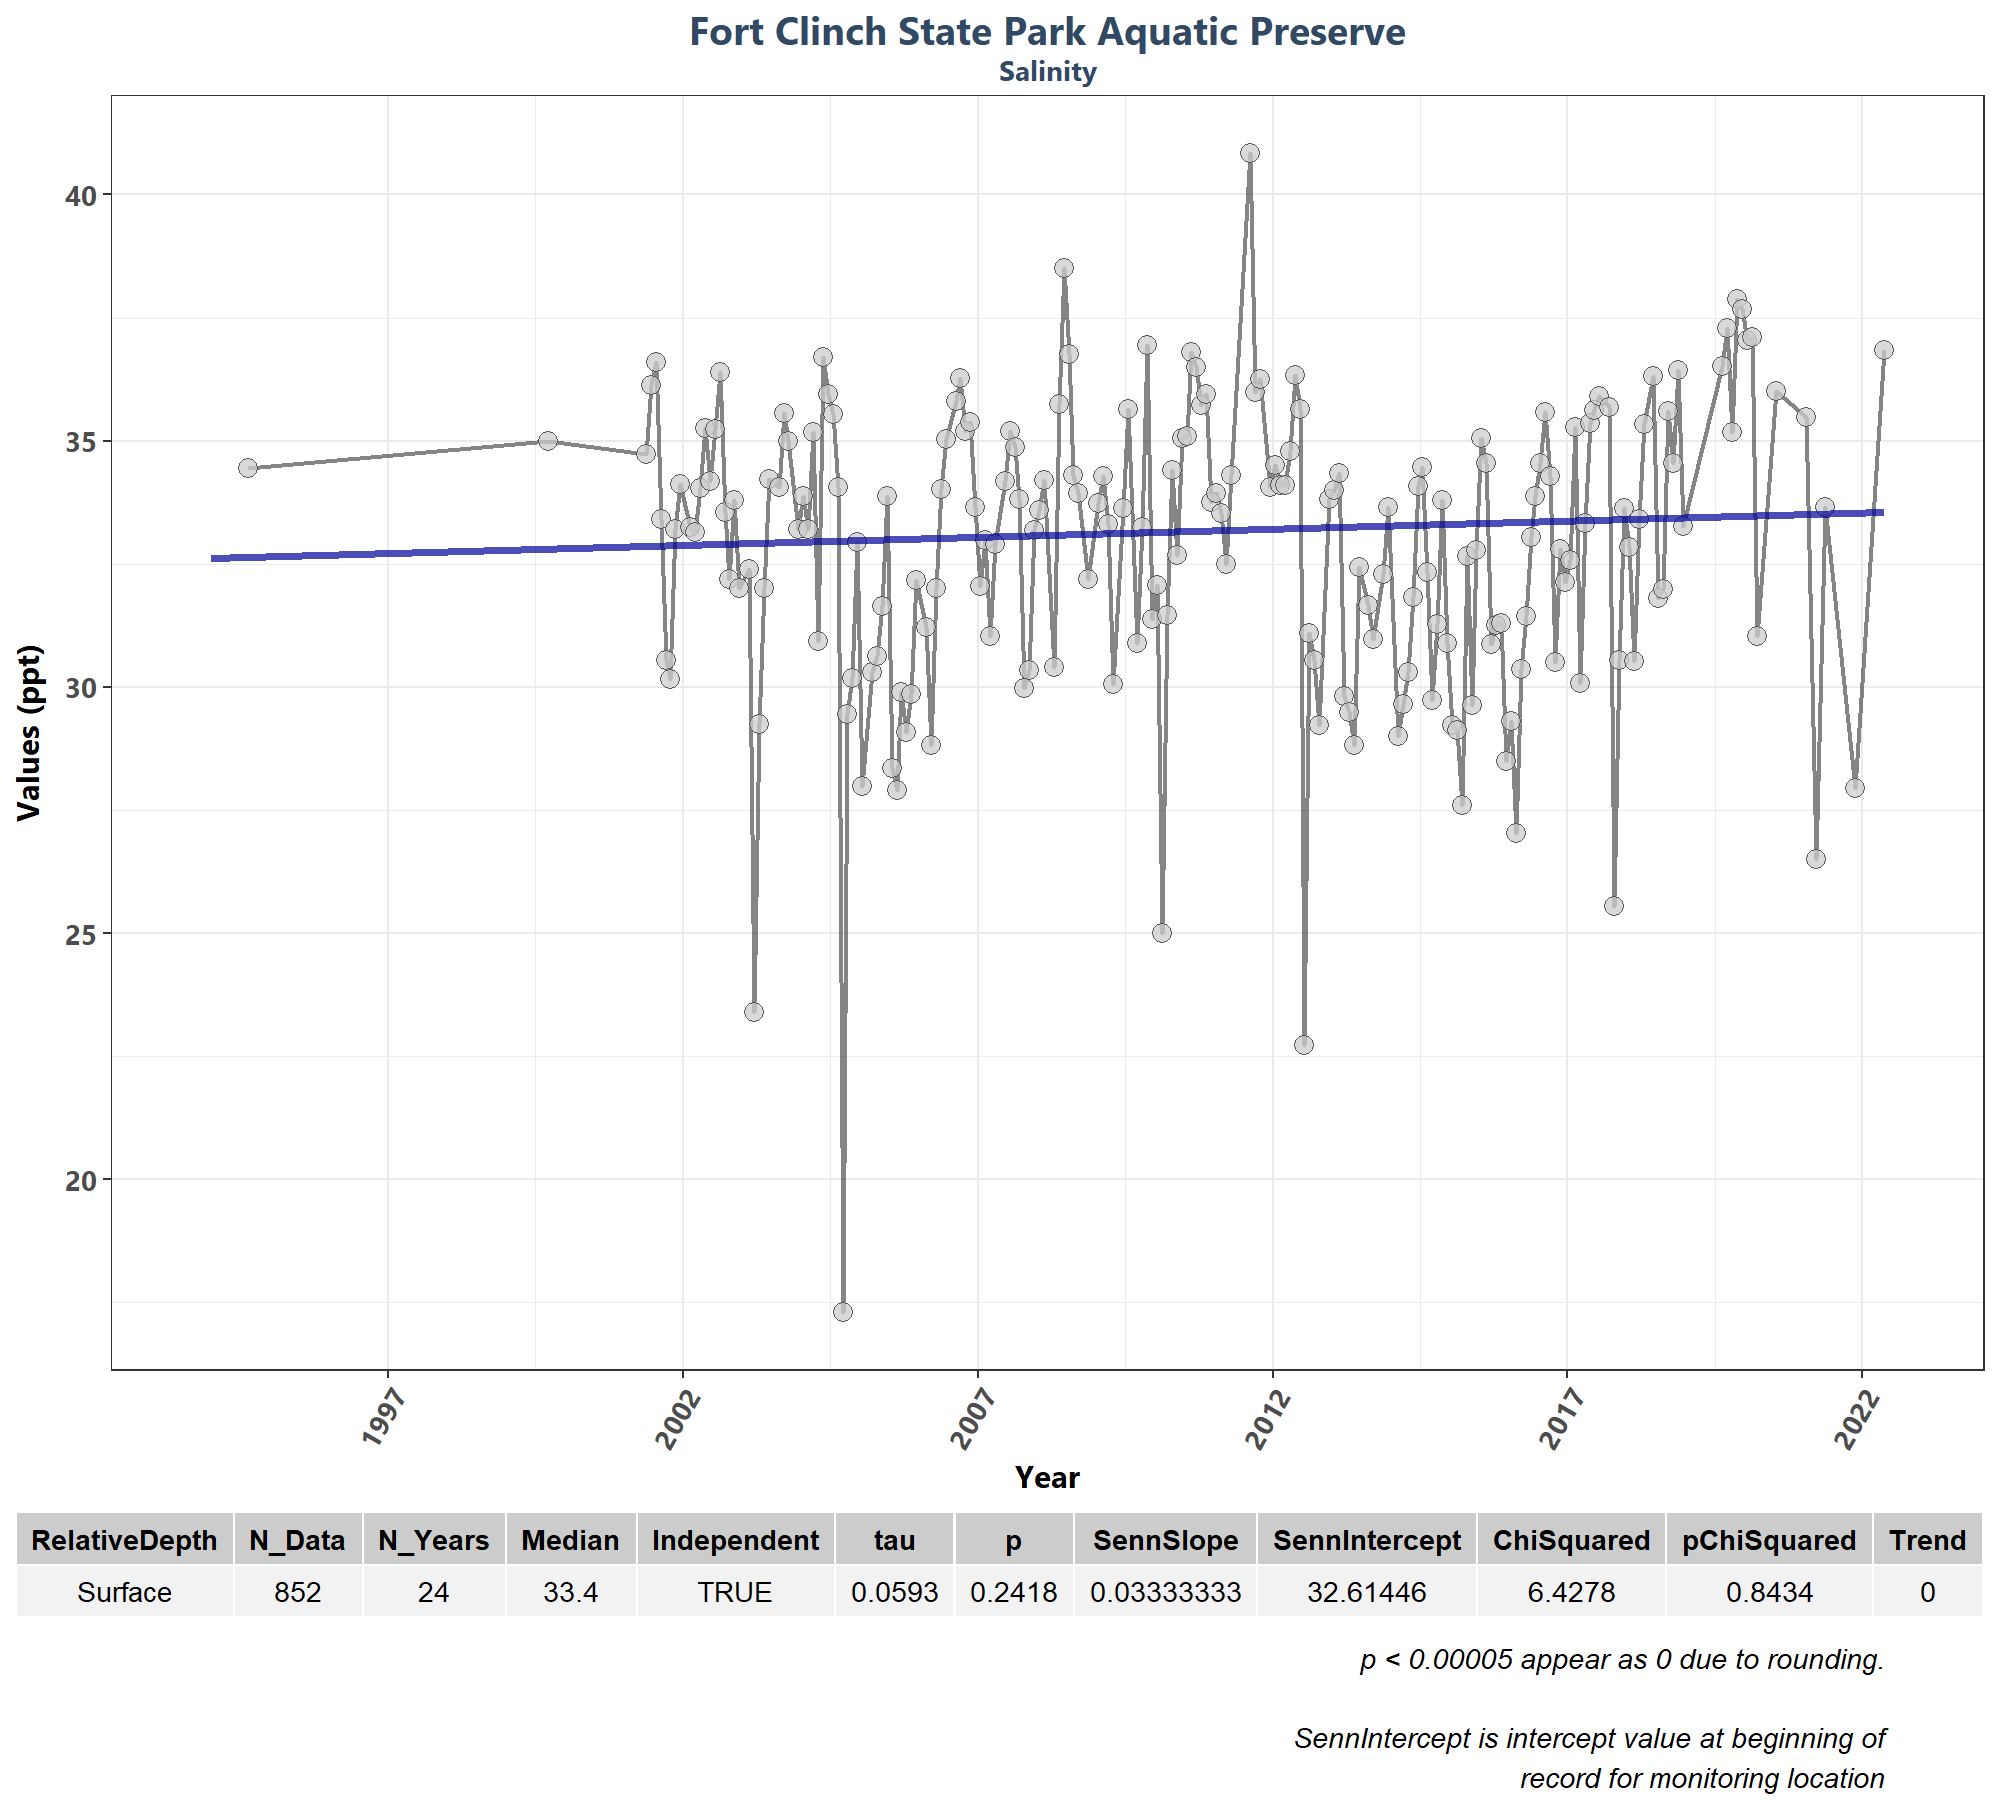 Fort Clinch State Park Aquatic Preserve
Salinity
Values (ppt)
40
35
30
25
20
1997
2002
2007
2012
2017
2022
Year
RelativeDepth N_Data N_Years Median Independent tau p SennSlope SennIntercept ChiSquared pChiSquared Trend
Surface 852 24 33.4 TRUE 0.0593 0.2418 0.03333333 32.61446 6.4278 0.8434 0
p < 0.00005 appear as 0 due to rounding.
SennIntercept is intercept value at beginning of
record for monitoring location